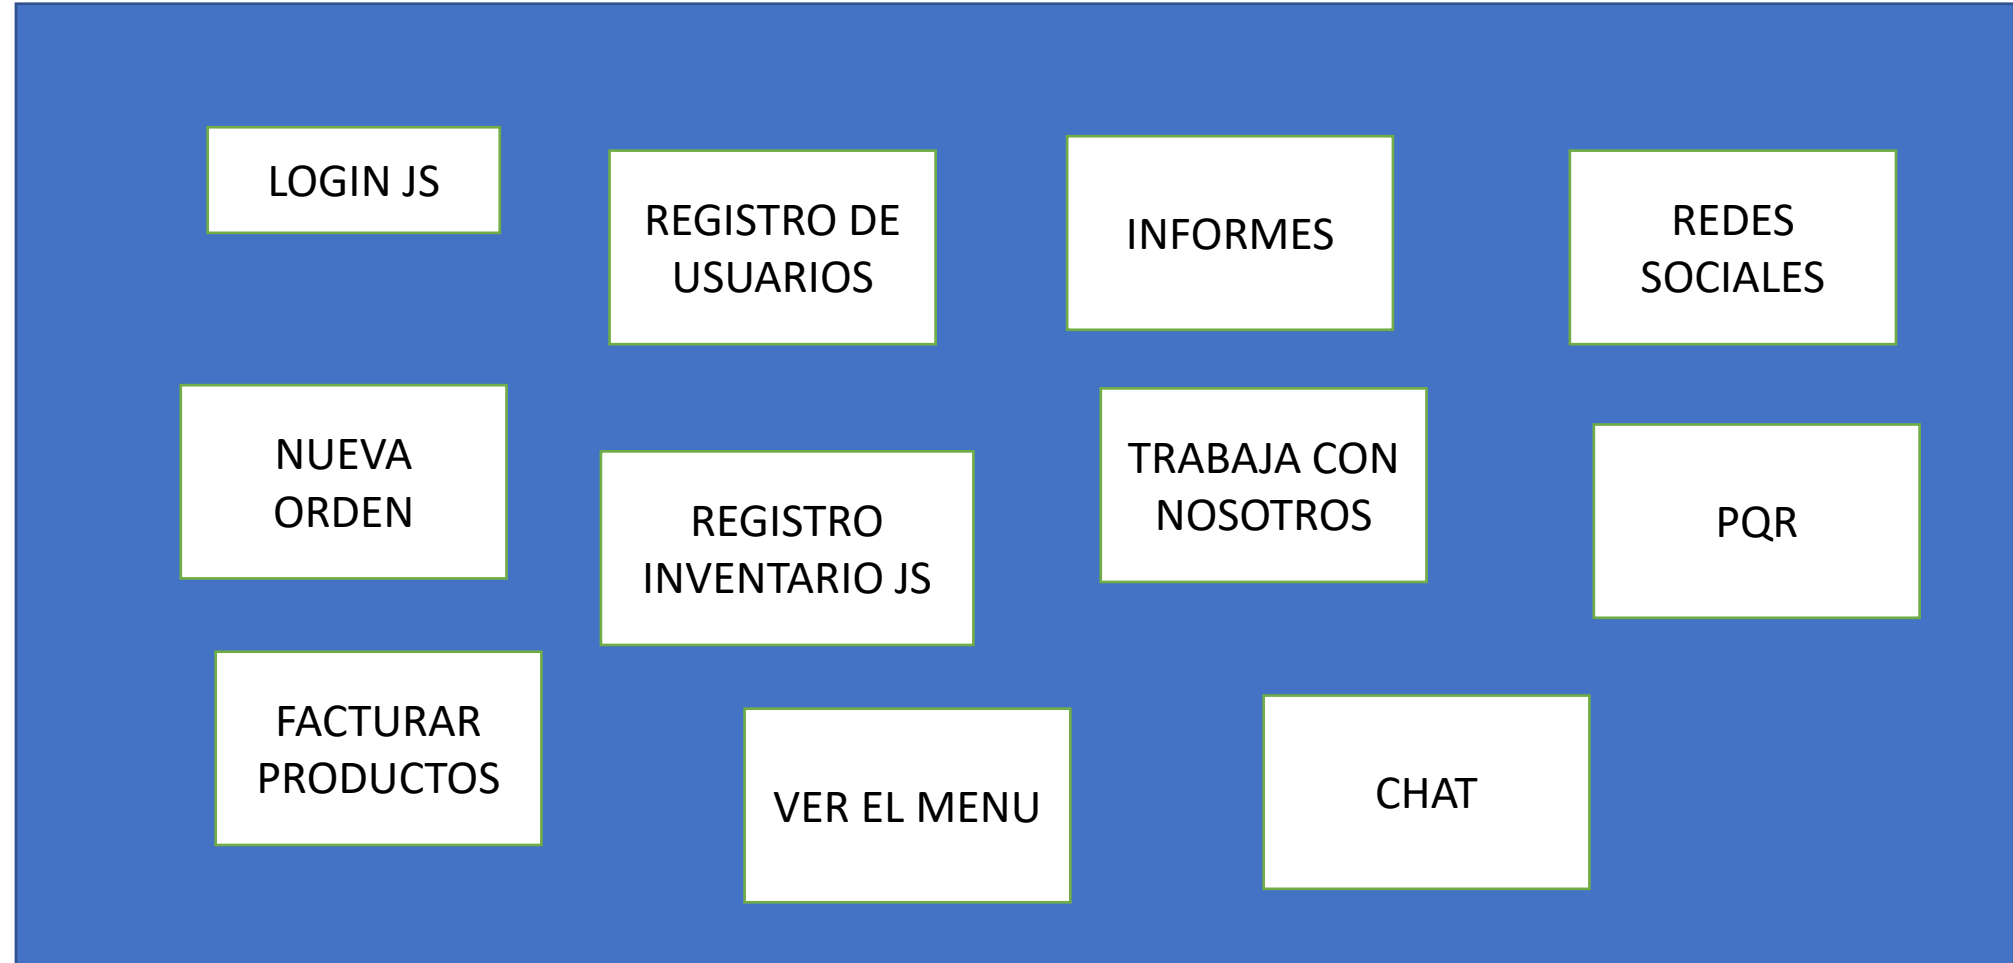 LOGIN JS
REGISTRO DE
USUARIOS
INFORMES
REDES
SOCIALES
NUEVA
ORDEN
REGISTRO
INVENTARIO JS
TRABAJA CON
NOSOTROS
PQR
FACTURAR
PRODUCTOS
VER EL MENU
CHAT